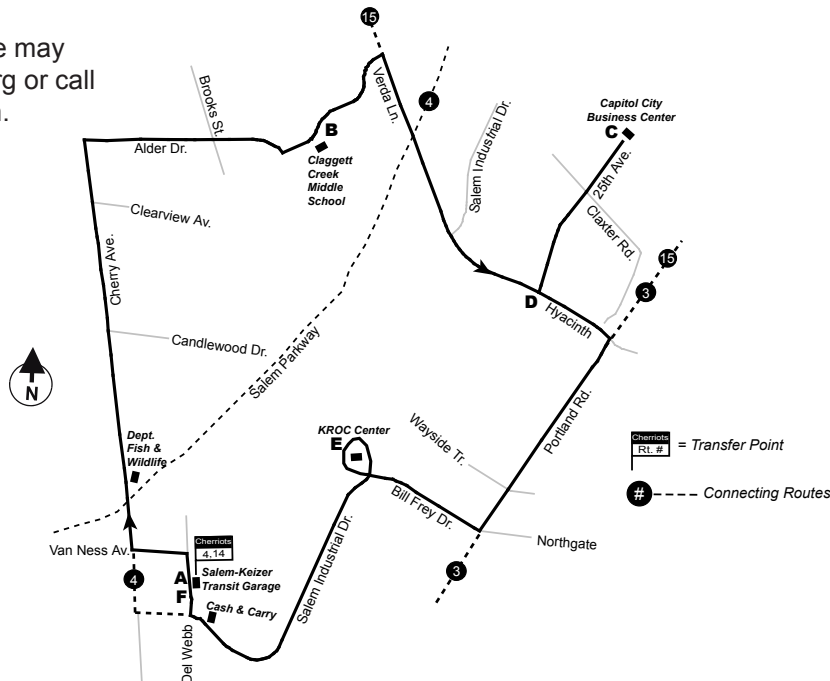 e may
rg or call
.
15
4
Verda Ln.
Brooks St.
Alder Dr.
B
Claggett
Creek
Middle
School
Salem Industrial Dr.
Capitol City
Business Center
C
25th Ave.
Claxter Rd.
15
3
D
Hyacinth
Clearview Av.
Cherry Ave.
Candlewood Dr.
Salem Parkway
N
Dept.
Fish &
Wildlife
KROC Center
E
Wayside Tr.
Portland Rd.
Bill Frey Dr.
Northgate
3
Cherriots
Rt. #
= Transfer Point
#
Connecting Routes
Van Ness Av.
4
Cherriots
4,14
A
F
Salem-Keizer
Transit Garage
Cash & Carry
Del Webb
Salem Industrial Dr.